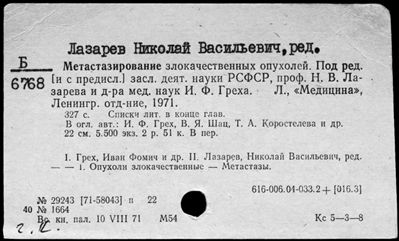 Лазарев Николай Васильевич, ред.
Б
6768
Метастазирование злокачественных опухолей. Под ред.
[и с предисл.] засл. деят. науки РСФСР, проф. Н. В. Ла-
зарева и д-ра мед. наук И. Ф. Греха. Л., «Медицина»,
Ленингр. отд-ние, 1971.
327 с. Списки лит. в конце глав.
В огл. авт.: И. Ф. Грех, В. Я. Шац, Т. А. Коростелева и др.
22 см. 5.500 экз. 2 р. 51 к. В пер.
I. Грех, Иван Фомич и др. II. Лазарев, Николай Васильевич, ред.
— — 1. Опухоли злокачественные — Метастазы.
616-006.04-033.2+[016.3]
№ 29243 [71-58043] п 22
40 № 1664
Вс. кн. пал. 10 VIII 71 М54 Кс 5—3—8